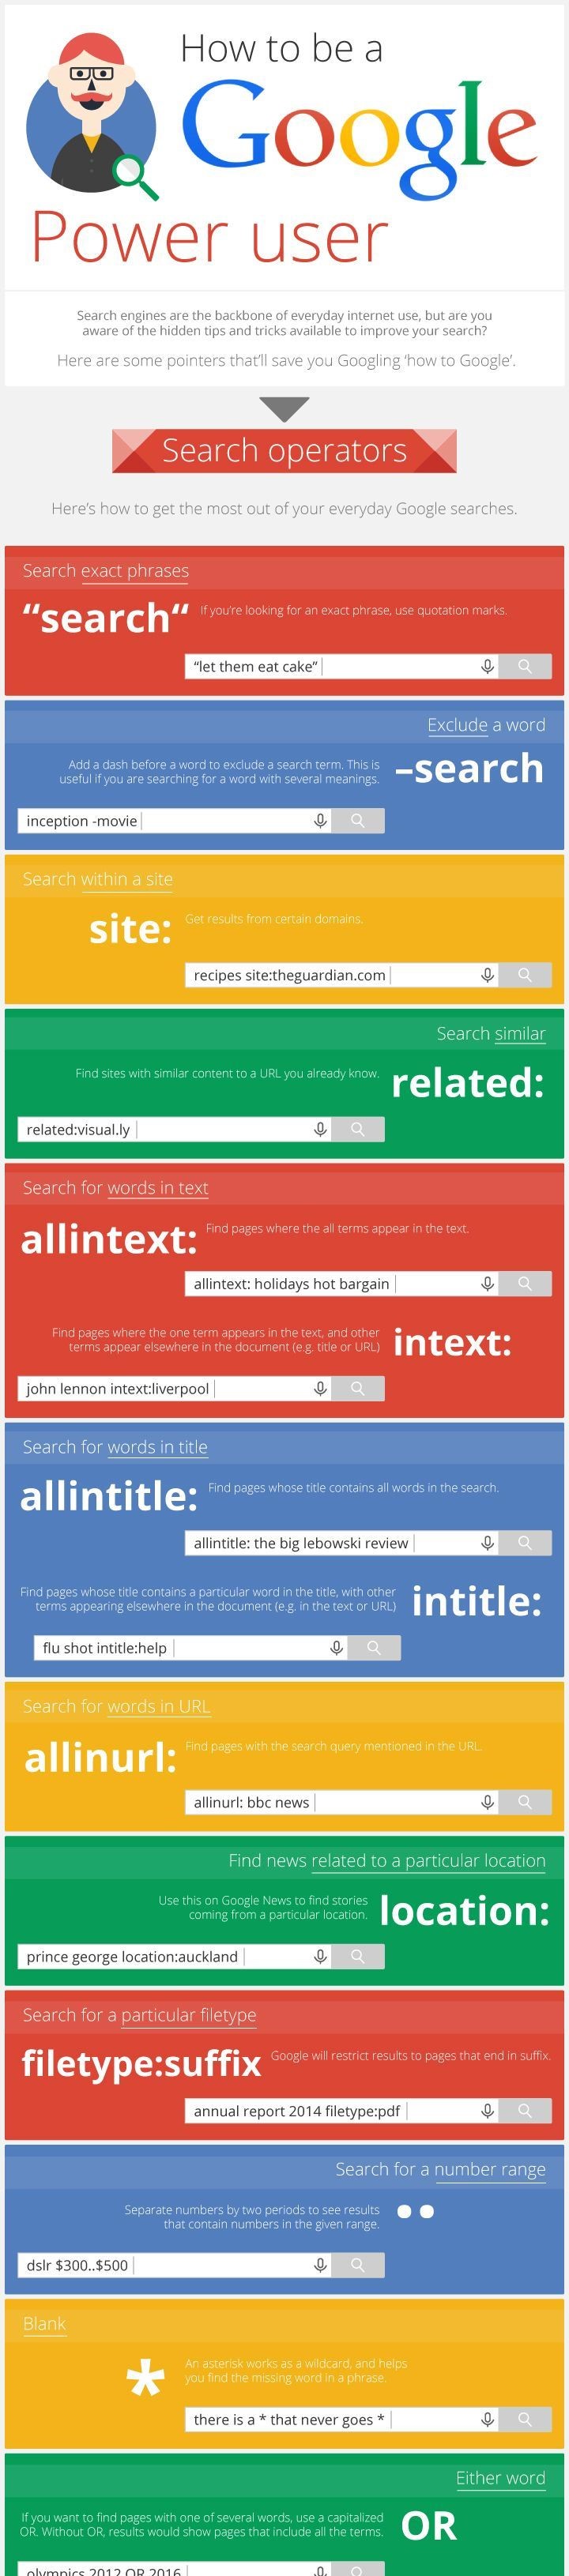 How to be a
Google
Power user
Search engines are the backbone of everyday internet use, but are you
aware of the hidden tips and tricks available to improve your search?
Here are some pointers that'll save you Googling 'how to Google'.
Search operators
Here's how to get the most out of your everyday Google searches.
Search exact phrases
“search“
If you're looking for an exact phrase, use quotation marks.
“let them eat cake”
Exclude a word
Add a dash before a word to exclude a search term. This is
useful if you are searching for a word with several meanings.
–search
inception -movie
Search within a site
site:
Get results from certain domains.
recipes site:theguardian.com
Search similar
Find sites with similar content to a URL you already know.
related:
related:visual.ly
Search for words in text
allintext:
Find pages where the all terms appear in the text.
allintext: holidays hot bargain
Find pages where the one term appears in the text, and other
terms appear elsewhere in the document (e.g. title or URL)
intext:
john lennon intext:liverpool
Search for words in title
allintitle:
Find pages whose title contains all words in the search.
allintitle: the big lebowski review
Find pages whose title contains a particular word in the title, with other
terms appearing elsewhere in the document (e.g. in the text or URL)
intitle:
flu shot intitle:help
Search for words in URL
allinurl:
Find pages with the search query mentioned in the URL.
allinurl: bbc news
Find news related to a particular location
Use this on Google News to find stories
coming from a particular location.
location:
prince george location:auckland
Search for a particular filetype
filetype:suffix
Google will restrict results to pages that end in suffix.
annual report 2014 filetype:pdf
Search for a number range
Separate numbers by two periods to see results
that contain numbers in the given range.
..
dslr $300..$500
Blank
*
An asterisk works as a wildcard, and helps
you find the missing word in a phrase.
there is a * that never goes *
Either word
If you want to find pages with one of several words, use a capitalized
OR. Without OR, results would show pages that include all the terms.
OR
olympics 2012 OR 2016